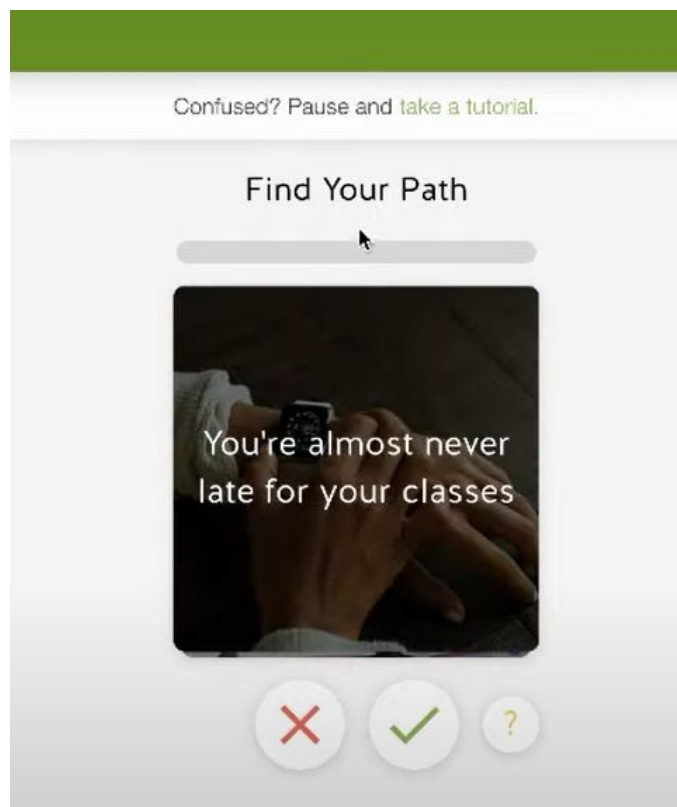 Confused? Pause and take a tutorial.
Find Your Path
You're almost never
late for your classes
?